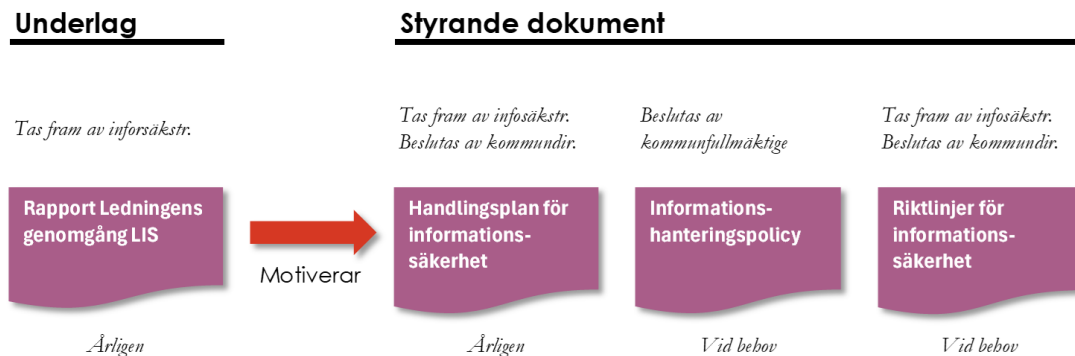 Underlag
Styrande dokument
Tas fram av inforsäkstr.
Tas fram av infosäkstr.
Beslutas av kommundir.
Beslutas av
kommunfullmäktige
Tas fram av infosäkstr.
Beslutas av kommundir.
Rapport Ledningens
genomgång LIS
Motiverar
Handlingsplan för
informations-
säkerhet
Informations-
hanteringspolicy
Riktlinjer för
informations-
säkerhet
Årligen
Årligen
Vid behov
Vid behov